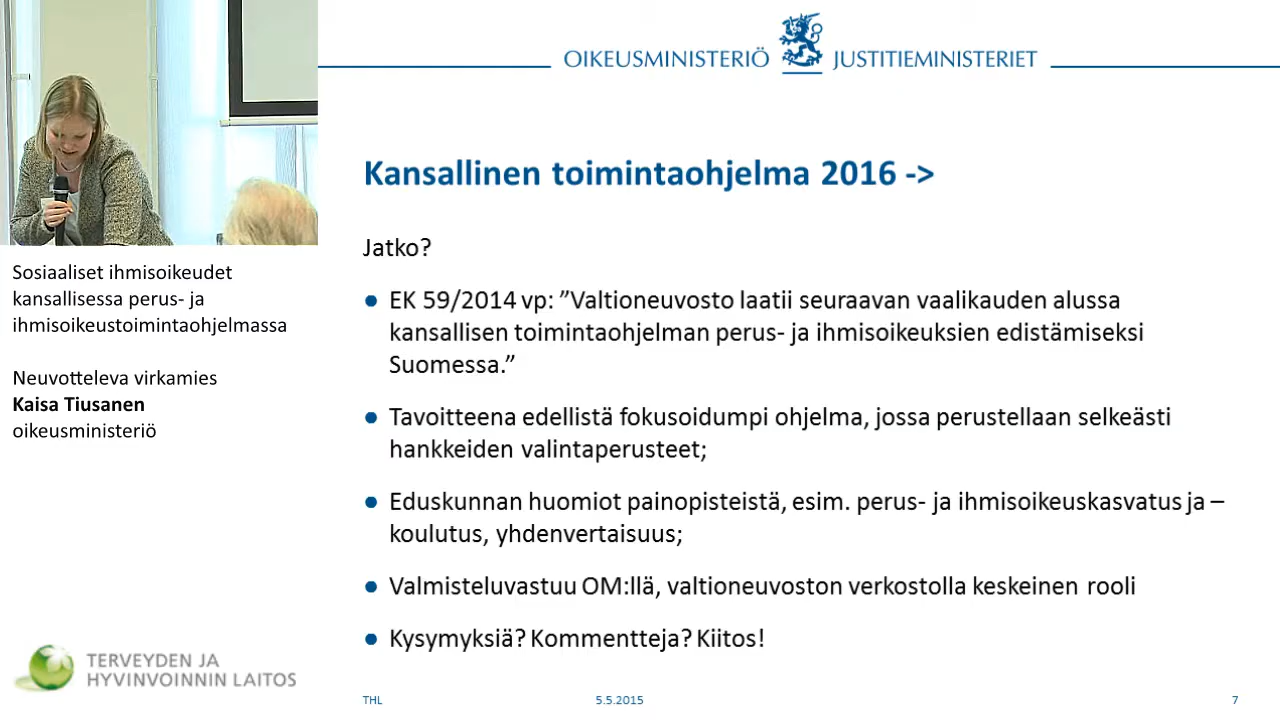 OIKEUSMINISTERIÖ JUSTITIEMINISTERIET
Kansallinen toimintaohjelma 2016 ->
Jatko?
● EK 59/2014 vp: ”Valtioneuvosto laatii seuraavan vaalikauden alussa
kansallisen toimintaohjelman perus- ja ihmisoikeuksien edistämiseksi
Suomessa.”
● Tavoitteena edellistä fokusoidumpi ohjelma, jossa perustellaan selkeästi
hankkeiden valintaperusteet;
● Eduskunnan huomiot painopisteistä, esim. perus- ja ihmisoikeuskasvatus ja –
koulutus, yhdenvertaisuus;
● Valmisteluvastuu OM:llä, valtioneuvoston verkostolla keskeinen rooli
● Kysymyksiä? Kommentteja? Kiitos!
THL 5.5.2015 7
Sosiaaliset ihmisoikeudet
kansallisessa perus- ja
ihmisoikeustoimintaohjelmassa
Neuvotteleva virkamies
Kaisa Tiusanen
oikeusministeriö
TERVEYDEN JA
HYVINVOINNIN LAITOS